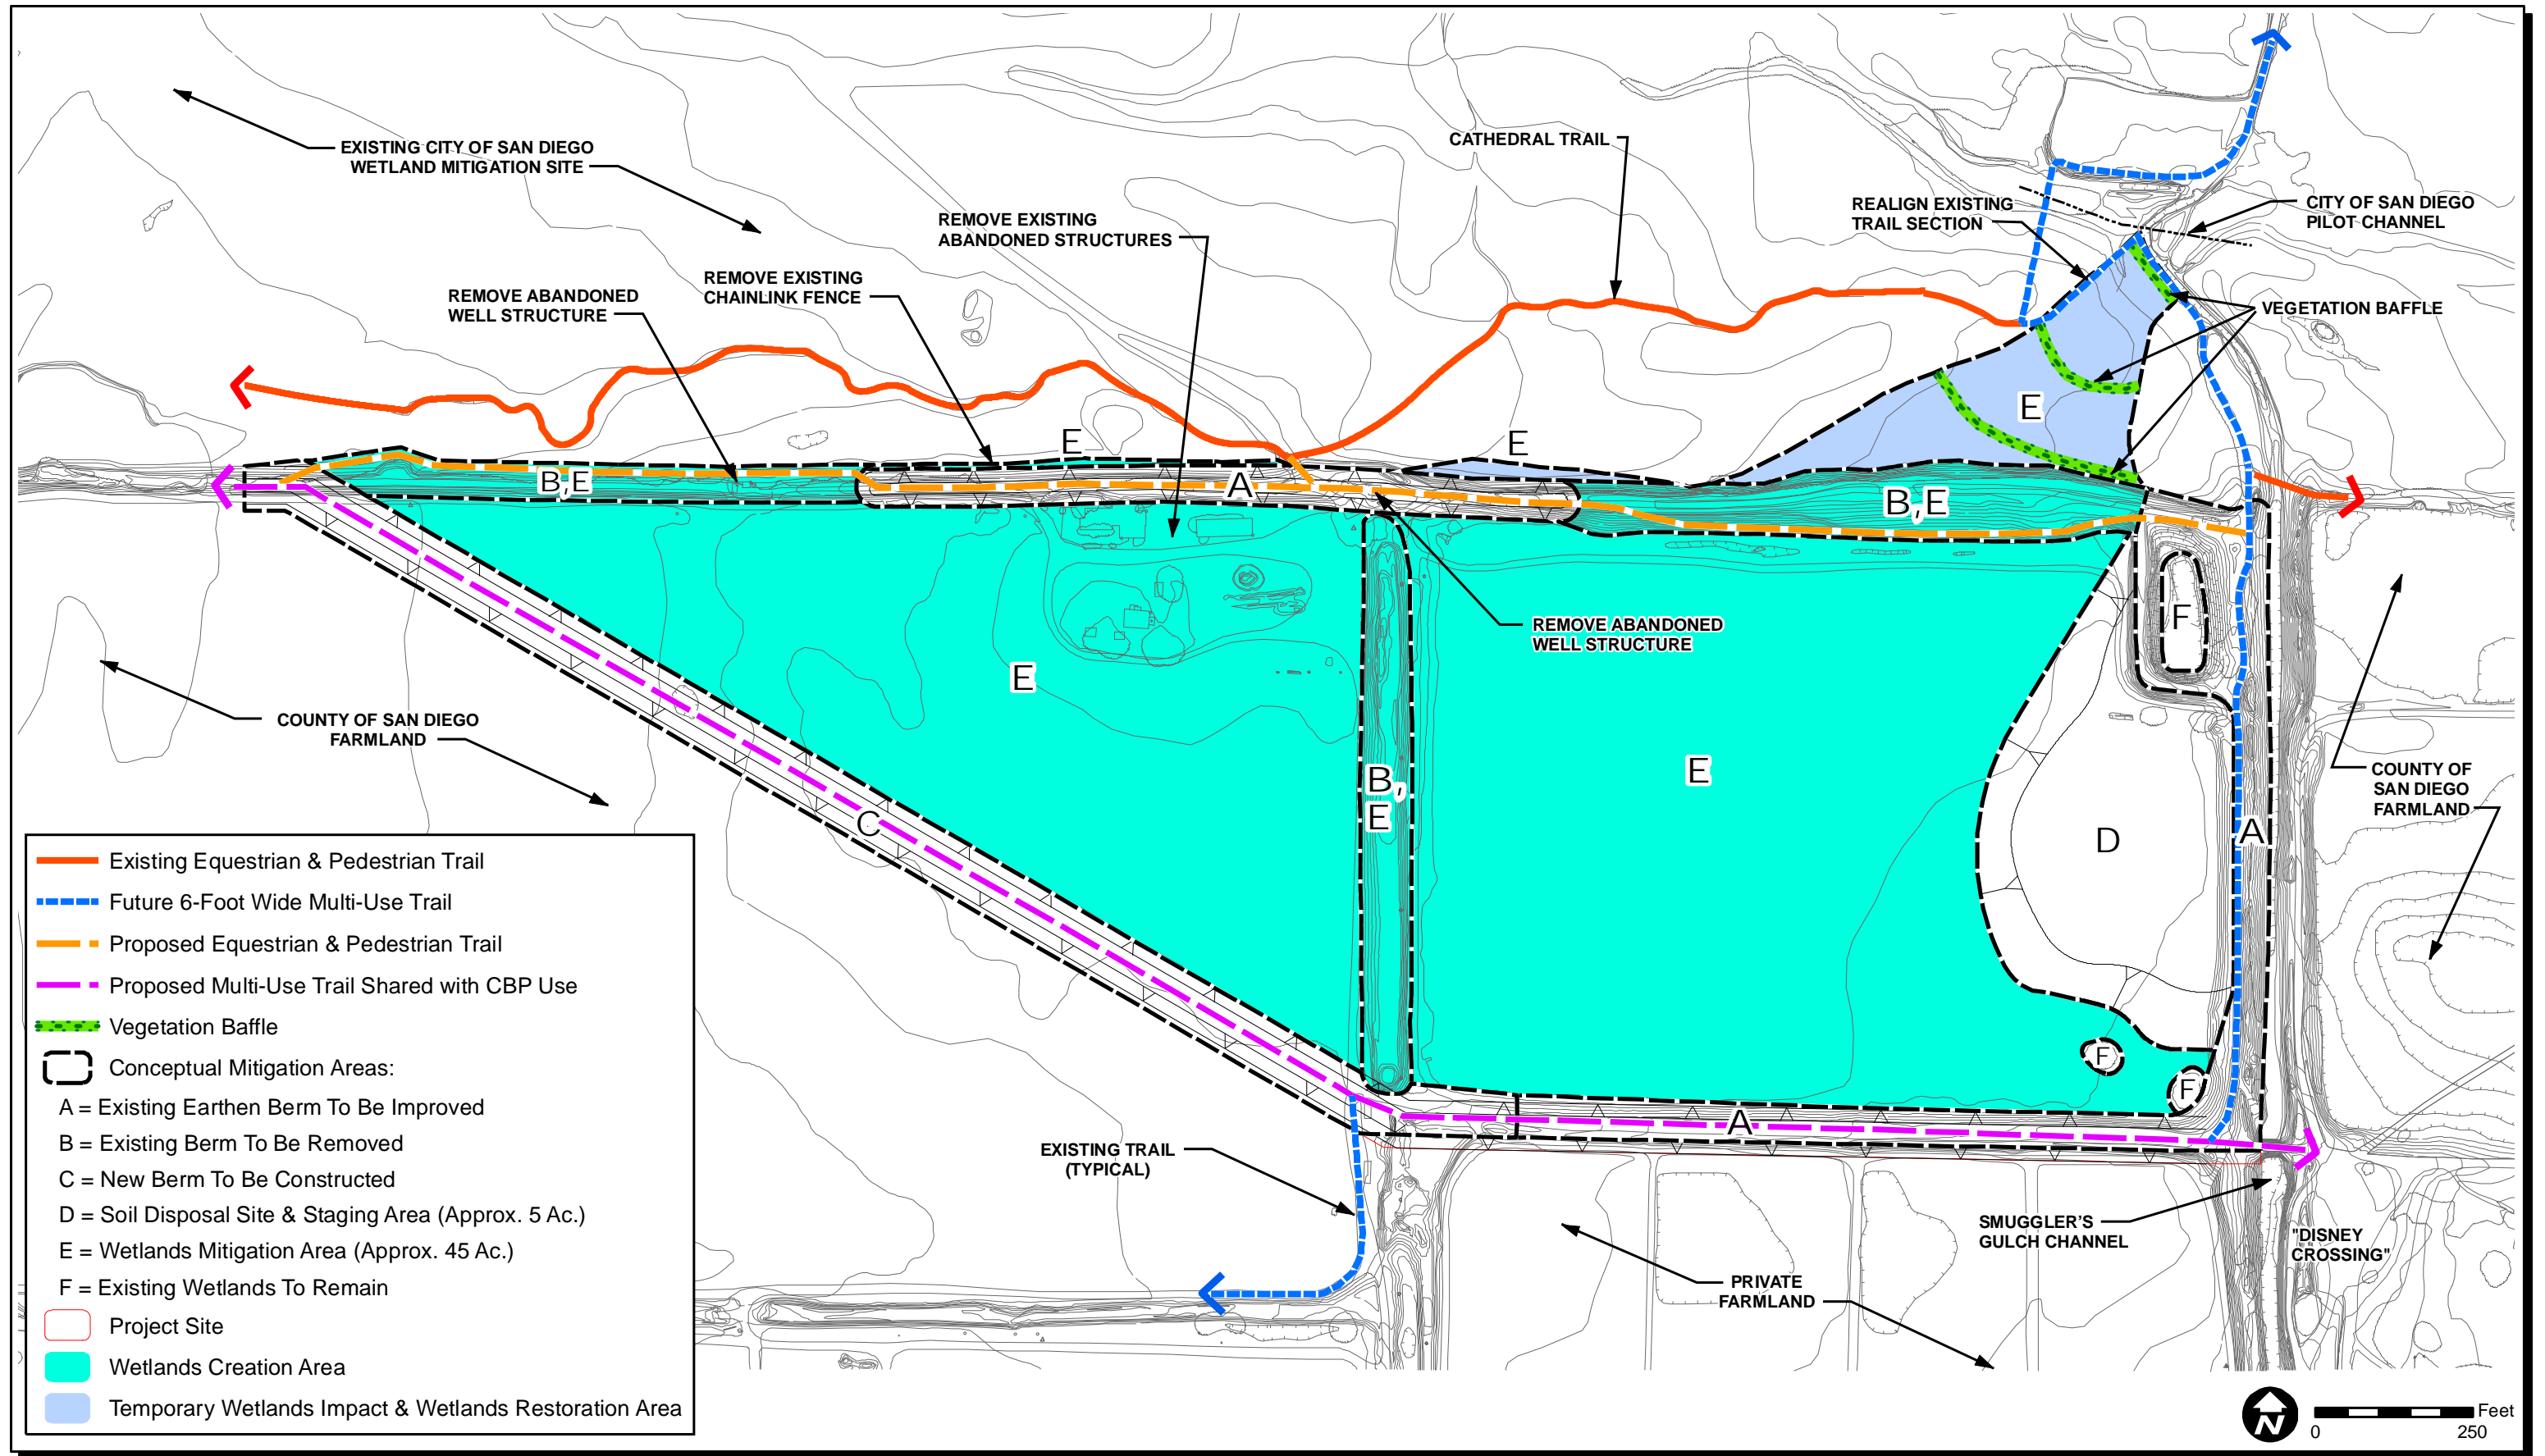 EXISTING CITY OF SAN DIEGO
WETLAND MITIGATION SITE
CATHEDRAL TRAIL
REMOVE EXISTING
ABANDONED STRUCTURES
REALIGN EXISTING
TRAIL SECTION
CITY OF SAN DIEGO
PILOT CHANNEL
REMOVE EXISTING
CHAINLINK FENCE
REMOVE ABANDONED
WELL STRUCTURE
VEGETATION BAFFLE
E
E
E
B,E
A
B,E
F
REMOVE ABANDONED
WELL STRUCTURE
E
COUNTY OF SAN DIEGO
FARMLAND
B,
E
E
COUNTY OF
SAN DIEGO
FARMLAND
C
D
A
F
F
A
EXISTING TRAIL
(TYPICAL)
SMUGGLER'S
GULCH CHANNEL
"DISNEY
CROSSING"
PRIVATE
FARMLAND
Existing Equestrian & Pedestrian Trail
Future 6-Foot Wide Multi-Use Trail
Proposed Equestrian & Pedestrian Trail
Proposed Multi-Use Trail Shared with CBP Use
Vegetation Baffle
Conceptual Mitigation Areas:
A = Existing Earthen Berm To Be Improved
B = Existing Berm To Be Removed
C = New Berm To Be Constructed
D = Soil Disposal Site & Staging Area (Approx. 5 Ac.)
E = Wetlands Mitigation Area (Approx. 45 Ac.)
F = Existing Wetlands To Remain
Project Site
Wetlands Creation Area
Temporary Wetlands Impact & Wetlands Restoration Area
N
Feet
0 250